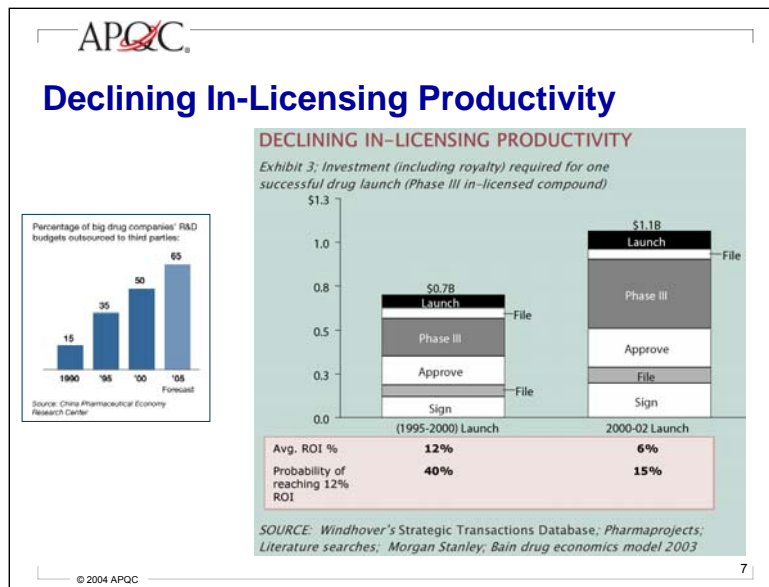 APQC®
Declining In-Licensing Productivity
Percentage of big drug companies' R&D
budgets outsourced to third parties:
65
50
35
15
1990 '95 '00 '05
Forecast
Source: China Pharmaceutical Economy
Research Center
DECLINING IN-LICENSING PRODUCTIVITY
Exhibit 3; Investment (including royalty) required for one
successful drug launch (Phase III in-licensed compound)
$1.3
1.0
0.8
0.5
0.3
0.0
$0.7B
Launch
File
Phase III
Approve
File
Sign
$1.1B
Launch
File
Phase III
Approve
File
Sign
(1995-2000) Launch 2000-02 Launch
Avg. ROI % 12% 6%
Probability of 40% 15%
reaching 12%
ROI
SOURCE: Windhover's Strategic Transactions Database; Pharmaprojects;
Literature searches; Morgan Stanley; Bain drug economics model 2003
© 2004 APQC
7